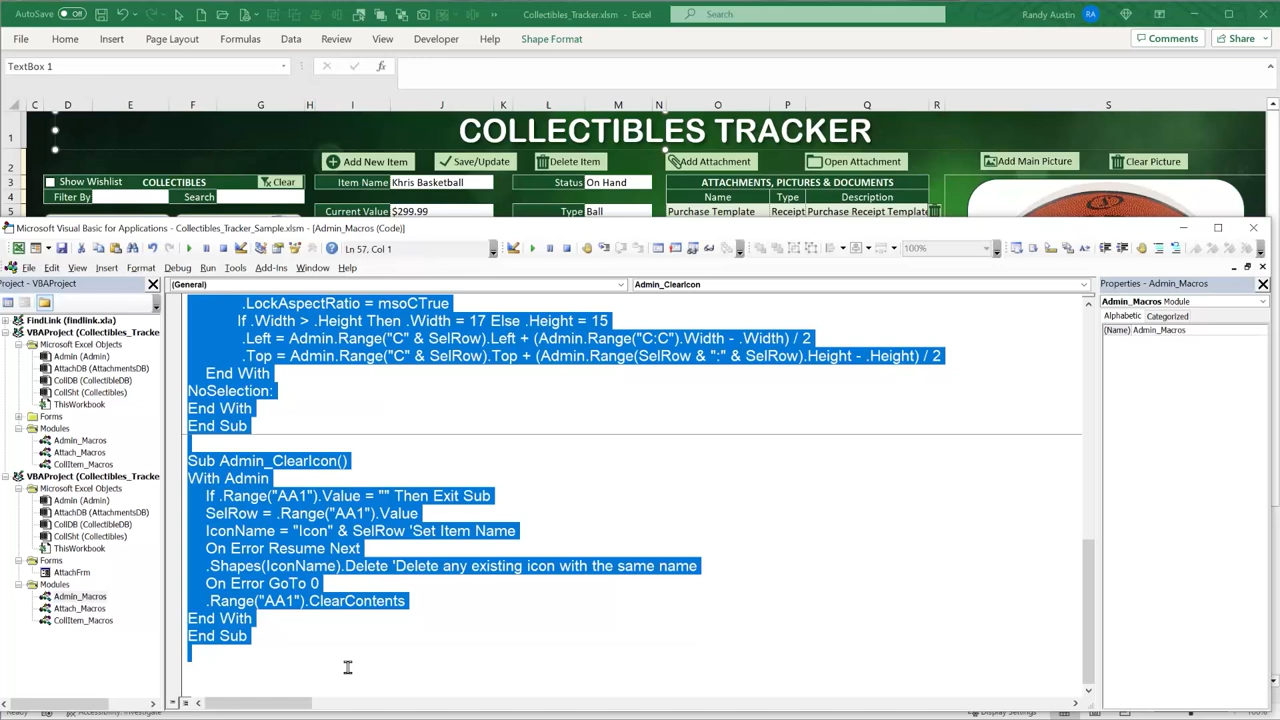 AutoSave Off
Collectibles_Tracker.xlsm - Excel
Search
Randy Austin RA
File Home Insert Page Layout Formulas Data Review View Developer Help Shape Format
Comments Share
TextBox 1
fx
C D E F G H I J K L M N O P Q R S
1
COLLECTIBLES TRACKER
2
Add New Item Save/Update Delete Item Add Attachment Open Attachment Add Main Picture Clear Picture
3 Show Wishlist COLLECTIBLES Clear Item Name Khris Basketball Status On Hand ATTACHMENTS, PICTURES & DOCUMENTS
4 Filter By Search Name Type Description
5 Current Value $299.99 Type Ball Purchase Template Receipt Purchase Receipt Template
Microsoft Visual Basic for Applications - Collectibles_Tracker_Sample.xlsm - [Admin_Macros (Code)]
Ln 57, Col 1
100%
File Edit View Insert Format Debug Run Tools Add-Ins Window Help
Project - VBAProject
(General)
Admin_ClearIcon
Properties - Admin_Macros
Admin_Macros Module
Alphabetic Categorized
(Name) Admin_Macros
FindLink (findlink.xla)
VBAProject (Collectibles_Tracke
Microsoft Excel Objects
Admin (Admin)
AttachDB (AttachmentsDB)
CollDB (CollectibleDB)
CollSht (Collectibles)
ThisWorkbook
Forms
Modules
Admin_Macros
Attach_Macros
CollItem_Macros
VBAProject (Collectibles_Tracke
Microsoft Excel Objects
Admin (Admin)
AttachDB (AttachmentsDB)
CollDB (CollectibleDB)
CollSht (Collectibles)
ThisWorkbook
Forms
AttachFrm
Modules
Admin_Macros
Attach_Macros
CollItem_Macros
.LockAspectRatio = msoCTrue
If .Width > .Height Then .Width = 17 Else .Height = 15
.Left = Admin.Range("C" & SelRow).Left + (Admin.Range("C:C").Width - .Width) / 2
.Top = Admin.Range("C" & SelRow).Top + (Admin.Range(SelRow & ":" & SelRow).Height - .Height) / 2
End With
NoSelection:
End With
End Sub
Sub Admin_ClearIcon()
With Admin
If .Range("AA1").Value = "" Then Exit Sub
SelRow = .Range("AA1").Value
IconName = "Icon" & SelRow 'Set Item Name
On Error Resume Next
.Shapes(IconName).Delete 'Delete any existing icon with the same name
On Error GoTo 0
.Range("AA1").ClearContents
End With
End Sub
Display Settings